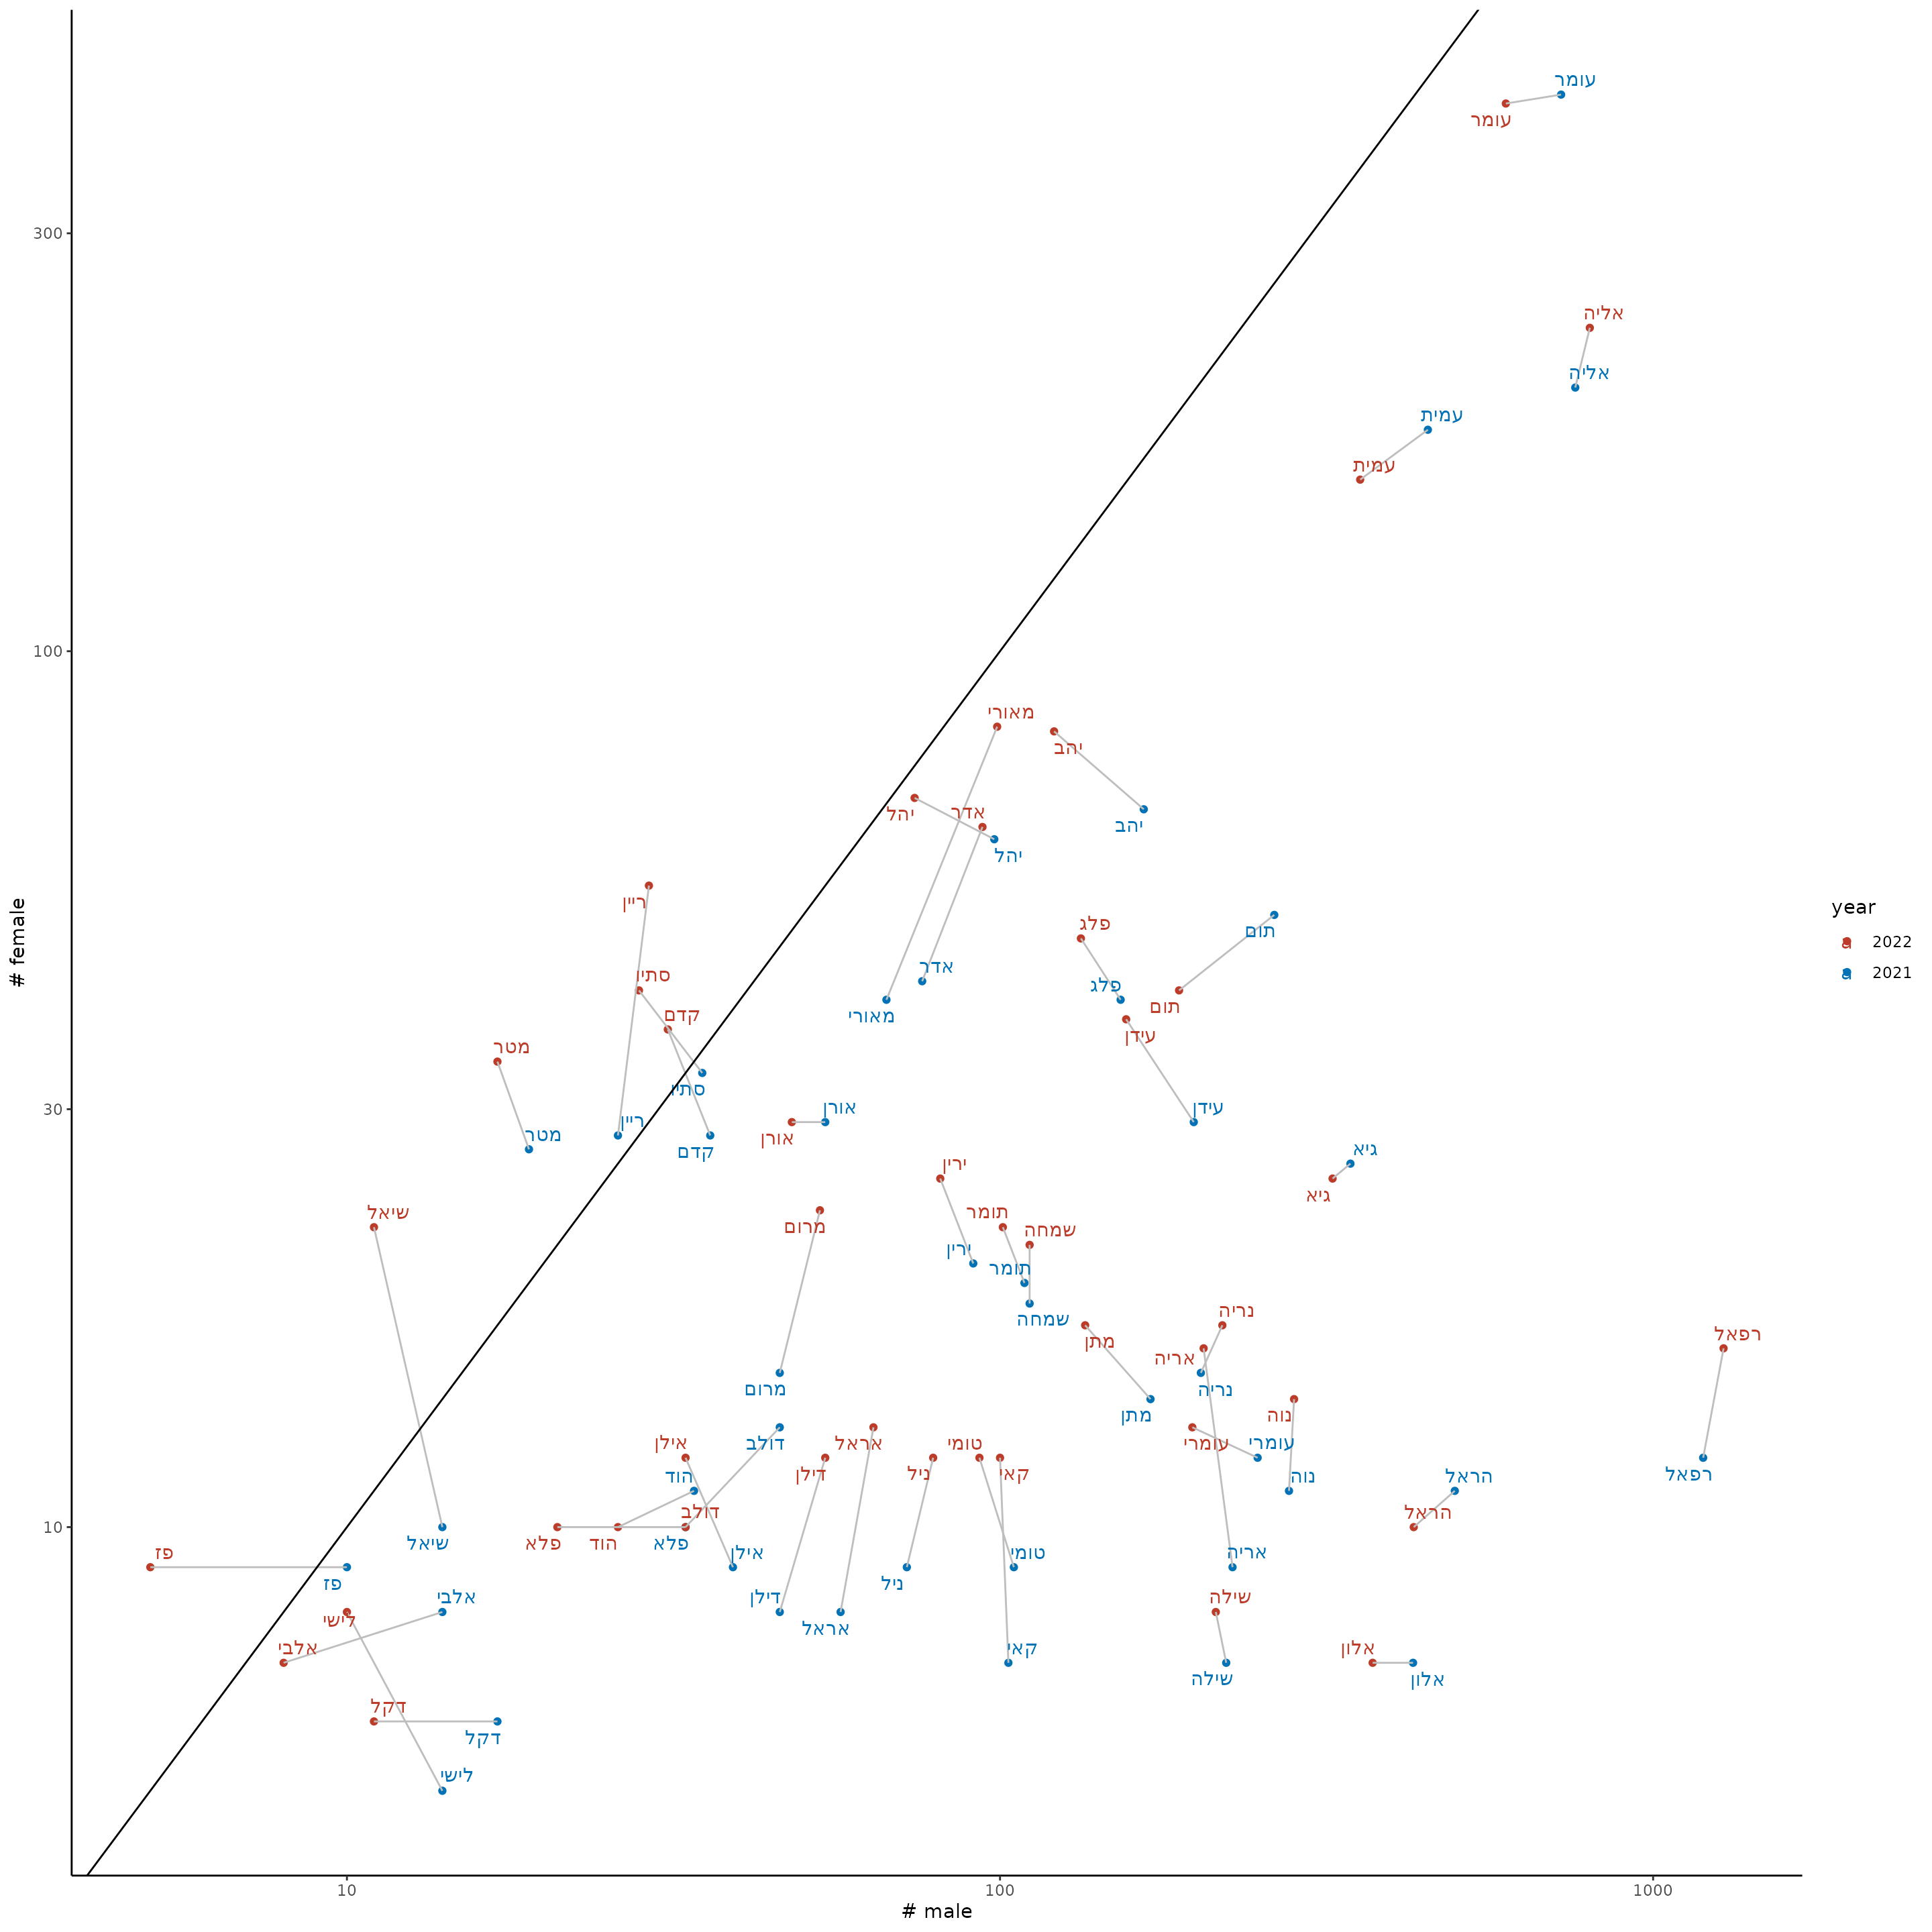 עומר
עומר
300
אליה
אליה
עמית
עמית
100
מאורי
יהב
יהל
אדר
יהב
יהל
ריין
פלג
תום
סתיו
אדר
פלג
תום
קדם
מאורי
עידן
מטר
סתיו
30
אורן
עידן
ריין
מטר
אורן
קדם
גיא
ירין
גיא
שיאל
תומר
מרום
שמחה
ירין
תומר
שמחה
נריה
מתן
אריה
רפאל
מרום
נריה
נוה
מתן
דולב
אילן
אראל
טומי
עומרי
עומרי
הוד
דילן
ניל
קאי
נוה
הראל
רפאל
דולב
הראל
10
פלא
הוד
פלא
שיאל
פז
אילן
טומי
אריה
פז
ניל
אלבי
דילן
שילה
לישי
אראל
אלבי
קאי
שילה
אלון
אלון
דקל
דקל
לישי
10
100
1000
# male
# female
year
2022
2021